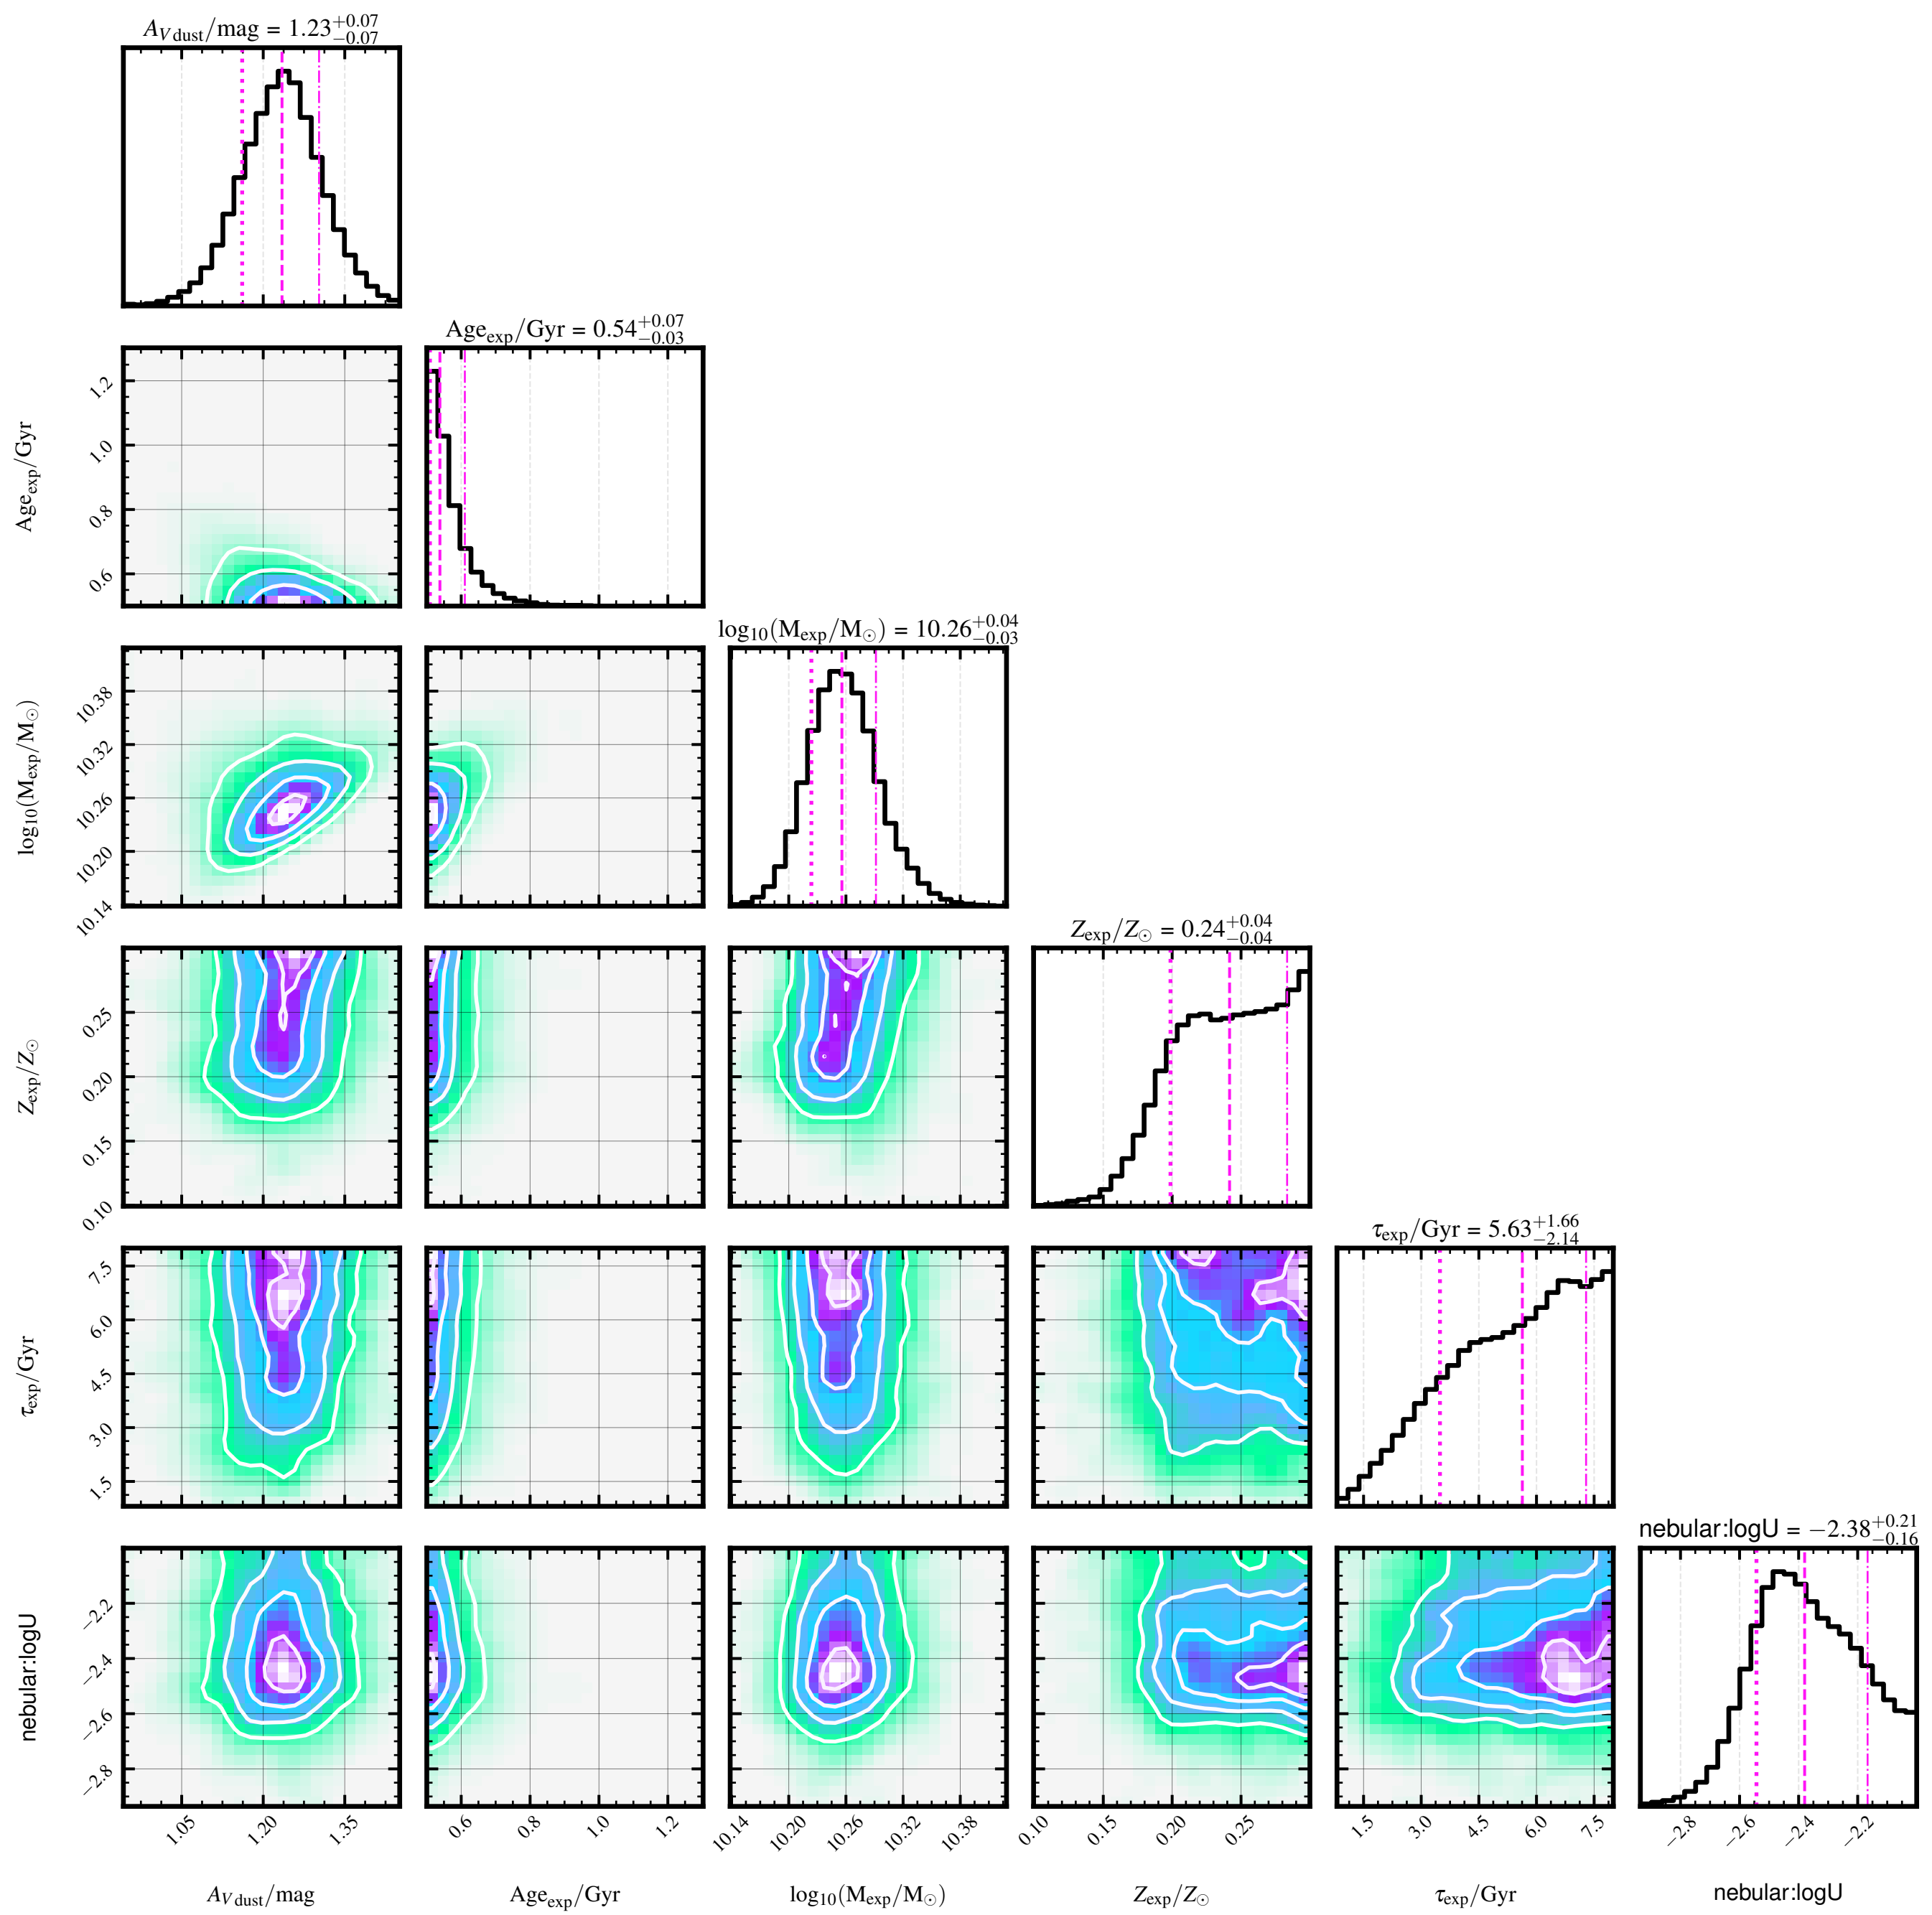 A_V dust/mag = 1.23^{+0.07}_{−0.07}
Age_exp/Gyr = 0.54^{+0.07}_{−0.03}
1.2
1.0
0.8
0.6
Age_exp/Gyr
log₁₀(M_exp/M_⊙) = 10.26^{+0.04}_{−0.03}
10.38
10.32
10.26
10.20
10.14
log₁₀(M_exp/M_⊙)
Z_exp/Z_⊙ = 0.24^{+0.04}_{−0.04}
0.25
0.20
0.15
0.10
Z_exp/Z_⊙
τ_exp/Gyr = 5.63^{+1.66}_{−2.14}
7.5
6.0
4.5
3.0
1.5
τ_exp/Gyr
nebular:logU = −2.38^{+0.21}_{−0.16}
−2.2
−2.4
−2.6
−2.8
nebular:logU
1.05 1.20 1.35 0.6 0.8 1.0 1.2 10.14 10.20 10.26 10.32 10.38 0.10 0.15 0.20 0.25 1.5 3.0 4.5 6.0 7.5 −2.8 −2.6 −2.4 −2.2
A_V dust/mag Age_exp/Gyr log₁₀(M_exp/M_⊙) Z_exp/Z_⊙ τ_exp/Gyr nebular:logU